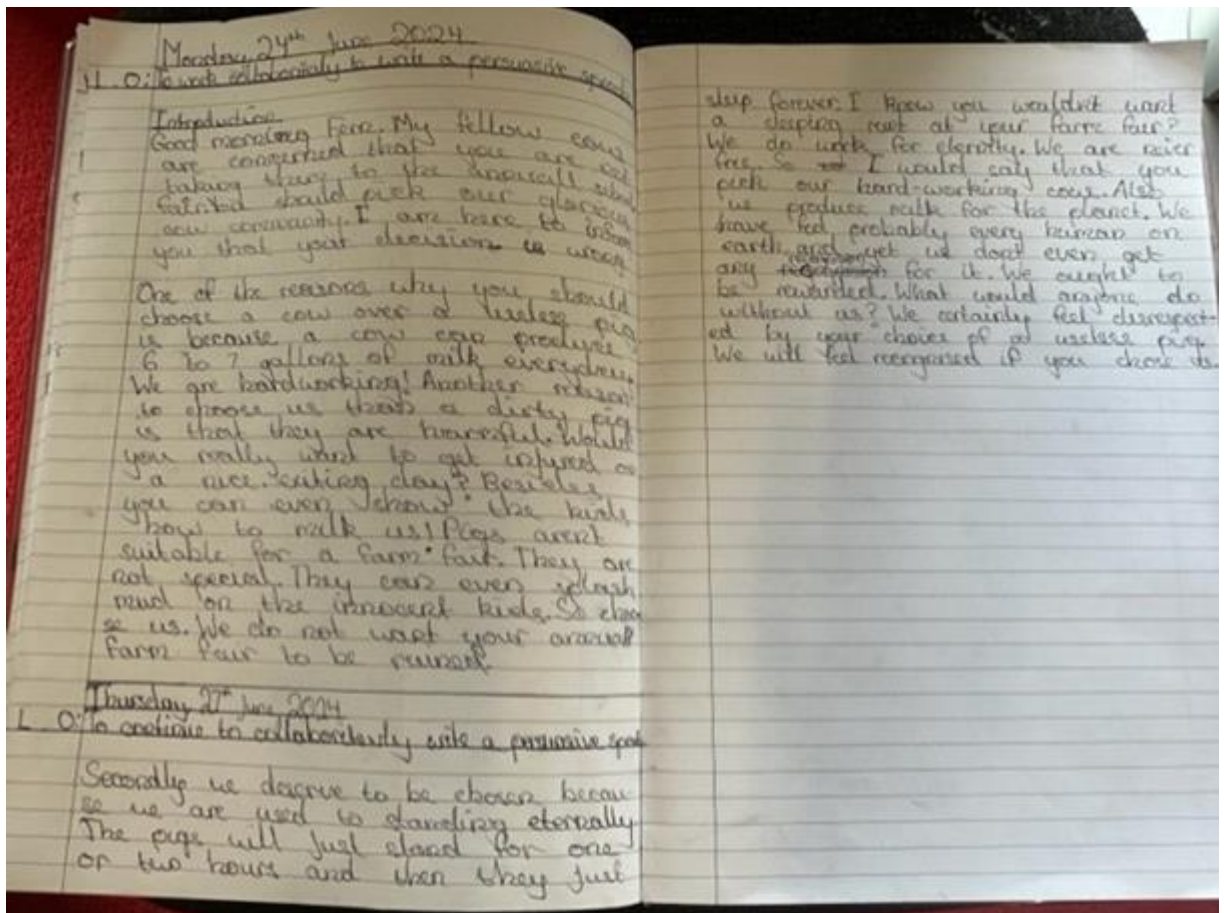 Monday 24th June 2024
L.O: To work collaborativly to write a persuasive speech
Introduction
Good morning Fern. My fellow cows
are concerned that you are not
taking them to the annuall
should pick our glorious
cow community. I am here to inform
you that your decision is wrong
One of the reasons why you should
choose a cow over a useless pig
is because a cow can produce
6 to 7 gallons of milk everyday.
We are hardworking! Another reason
to choose us than a dirty pig
is that they are harmful. Would
you really want to get injured on
a nice exiting day? Besides
you can even show the kids
how to milk us! Pigs arent
suitable for a farm fair. They are
not special. They can even splash
mud on the innocent kids. So choo
se us. We do not want your annuall
farm fair to be ruined.
Thursday 27th June 2024
L O: To continue to collaboritavly write a persuasive speech
Secondly we deserve to be chosen becau
se we are used to standing eternally
The pigs will just stand for one
or two hours and then they just
sleep forever. I know you wouldn't want
a sleeping at your farm fair?
We do work for eternity. We are never
free. So I would say that you
pick our hard-working cows. Also
we produce milk for the planet. We
have fed probably every human on
earth and yet we dont even get
any for it. We ought to
be rewarded. What would anyone do
without us? We certainly feel disrespect-
ed by your choice of a useless pig.
We will feel if you chose us.